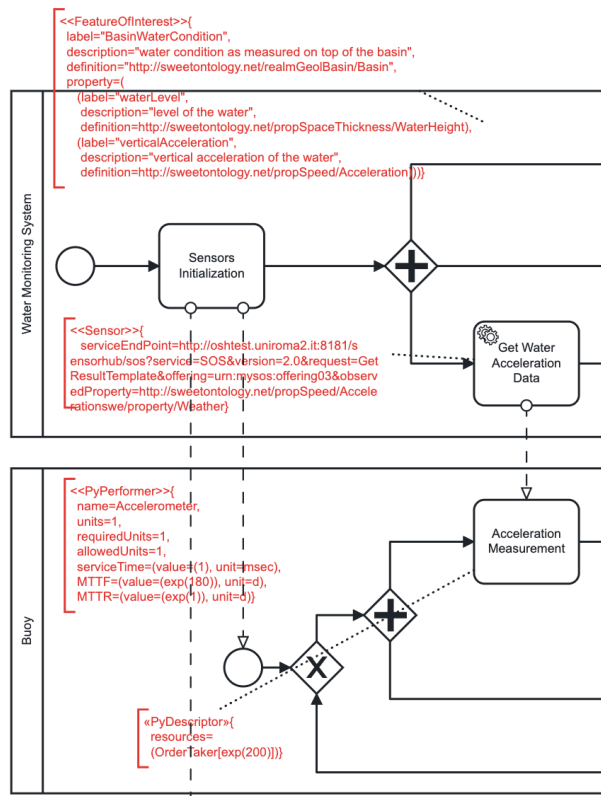 <<FeatureOfInterest>>{
label="BasinWaterCondition",
description="water condition as measured on top of the basin",
definition="http://sweetontology.net/realmGeolBasin/Basin",
property=(
(label="waterLevel",
description="level of the water",
definition=http://sweetontology.net/propSpaceThickness/WaterHeight),
(label="verticalAcceleration",
description="vertical acceleration of the water",
definition=http://sweetontology.net/propSpeed/Acceleration)))}
Water Monitoring System
Sensors
Initialization
<<Sensor>>{
serviceEndPoint=http://oshtest.uniroma2.it:8181/s
ensorhub/sos?service=SOS&version=2.0&request=Get
ResultTemplate&offering=urn:mysos:offering03&observ
edProperty=http://sweetontology.net/propSpeed/Accele
rationswe/property/Weather}
Get Water
Acceleration
Data
Buoy
<<PyPerformer>>{
name=Accelerometer,
units=1,
requiredUnits=1,
allowedUnits=1,
serviceTime=(value=(1), unit=msec),
MTTF=(value=(exp(180)), unit=d),
MTTR=(value=(exp(1)), unit=d)}
Acceleration
Measurement
X
«PyDescriptor»{
resources=
(OrderTaker[exp(200)])}